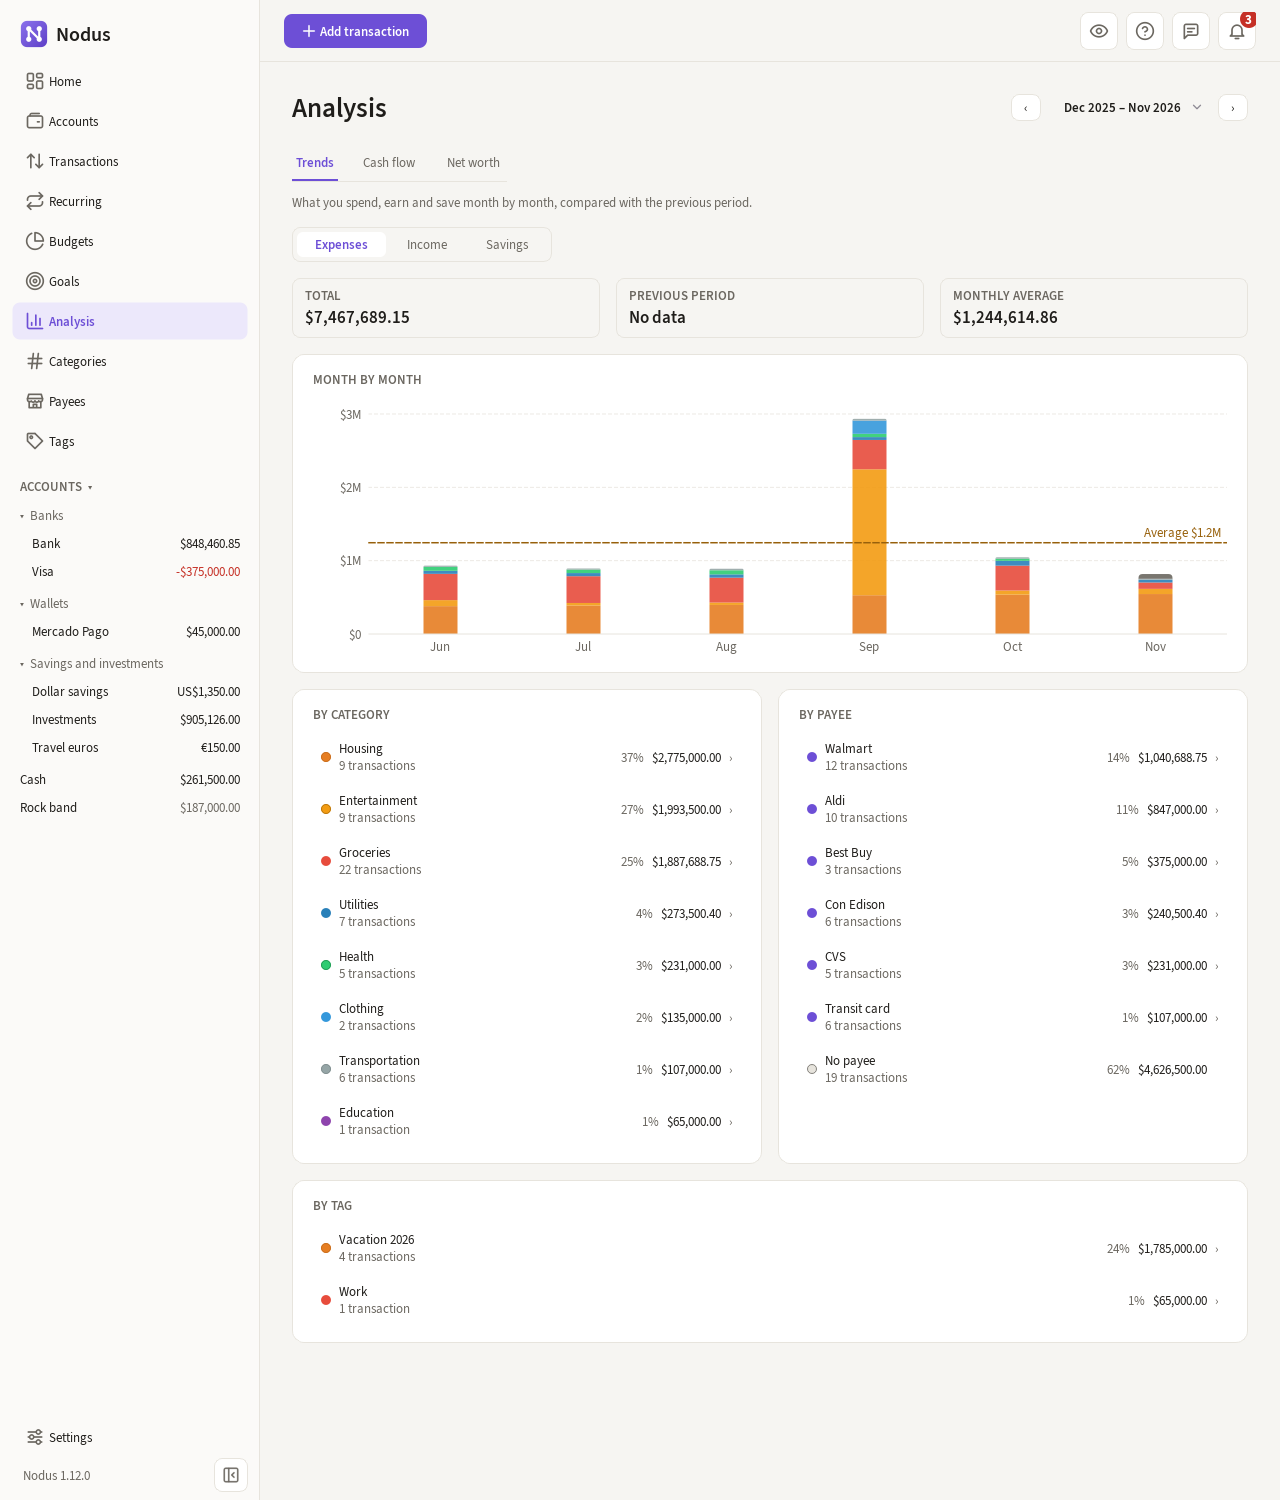 Nodus
Home
Accounts
Transactions
Recurring
Budgets
Goals
Analysis
Categories
Payees
Tags
ACCOUNTS
Banks
Bank $848,460.85
Visa -$375,000.00
Wallets
Mercado Pago $45,000.00
Savings and investments
Dollar savings US$1,350.00
Investments $905,126.00
Travel euros €150.00
Cash $261,500.00
Rock band $187,000.00
Settings
Nodus 1.12.0
Add transaction
3
Analysis
Dec 2025 – Nov 2026
Trends Cash flow Net worth
What you spend, earn and save month by month, compared with the previous period.
Expenses Income Savings
TOTAL
$7,467,689.15
PREVIOUS PERIOD
No data
MONTHLY AVERAGE
$1,244,614.86
MONTH BY MONTH
$3M
$2M
Average $1.2M
$1M
$0
Jun Jul Aug Sep Oct Nov
BY CATEGORY
Housing
9 transactions
37% $2,775,000.00
Entertainment
9 transactions
27% $1,993,500.00
Groceries
22 transactions
25% $1,887,688.75
Utilities
7 transactions
4% $273,500.40
Health
5 transactions
3% $231,000.00
Clothing
2 transactions
2% $135,000.00
Transportation
6 transactions
1% $107,000.00
Education
1 transaction
1% $65,000.00
BY PAYEE
Walmart
12 transactions
14% $1,040,688.75
Aldi
10 transactions
11% $847,000.00
Best Buy
3 transactions
5% $375,000.00
Con Edison
6 transactions
3% $240,500.40
CVS
5 transactions
3% $231,000.00
Transit card
6 transactions
1% $107,000.00
No payee
19 transactions
62% $4,626,500.00
BY TAG
Vacation 2026
4 transactions
24% $1,785,000.00
Work
1 transaction
1% $65,000.00